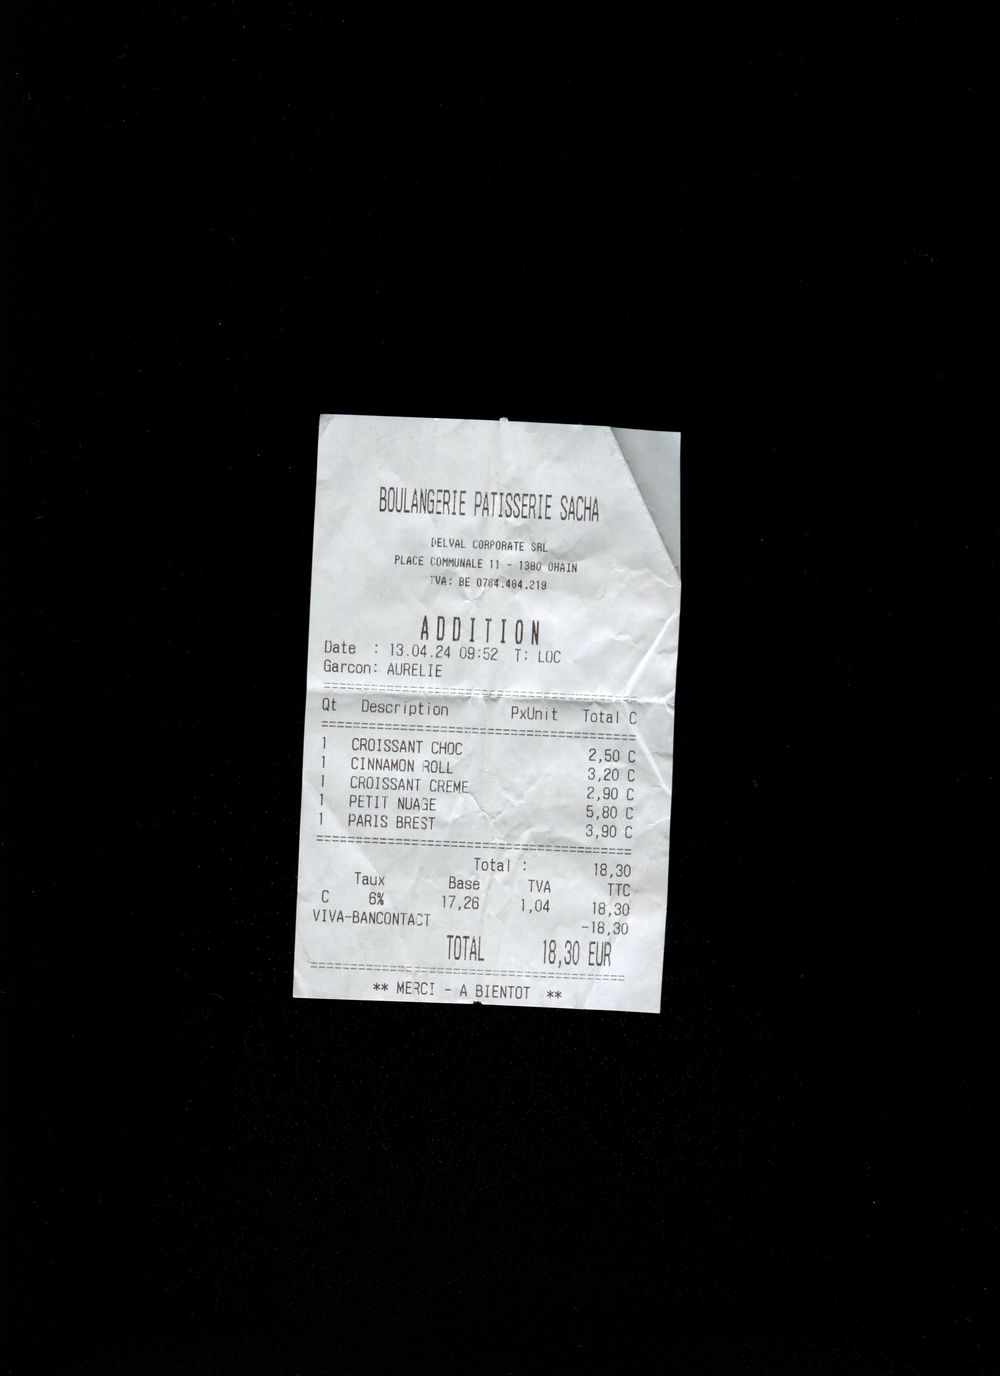 BOULANGERIE PATISSERIE SACHA
DELVAL CORPORATE SRL
PLACE COMMUNALE 11 - 1380 OHAIN
TVA: BE 0784.464.219
ADDITION
Date : 13.04.24 09:52 T: LOC
Garcon: AURELIE
================================================
Qt Description PxUnit Total C
================================================
1 CROISSANT CHOC 2,50 C
1 CINNAMON ROLL 3,20 C
1 CROISSANT CREME 2,90 C
1 PETIT NUAGE 5,80 C
1 PARIS BREST 3,90 C
================================================
Total : 18,30
Taux Base TVA TTC
C 6% 17,26 1,04 18,30
VIVA-BANCONTACT -18,30
TOTAL 18,30 EUR
================================================
** MERCI - A BIENTOT **